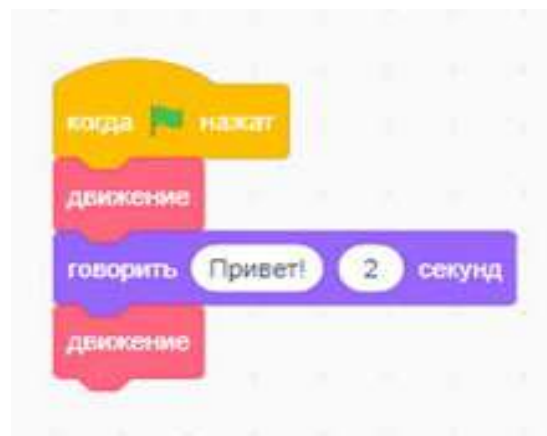 когда нажат
движение
говорить Привет! 2 секунд
движение